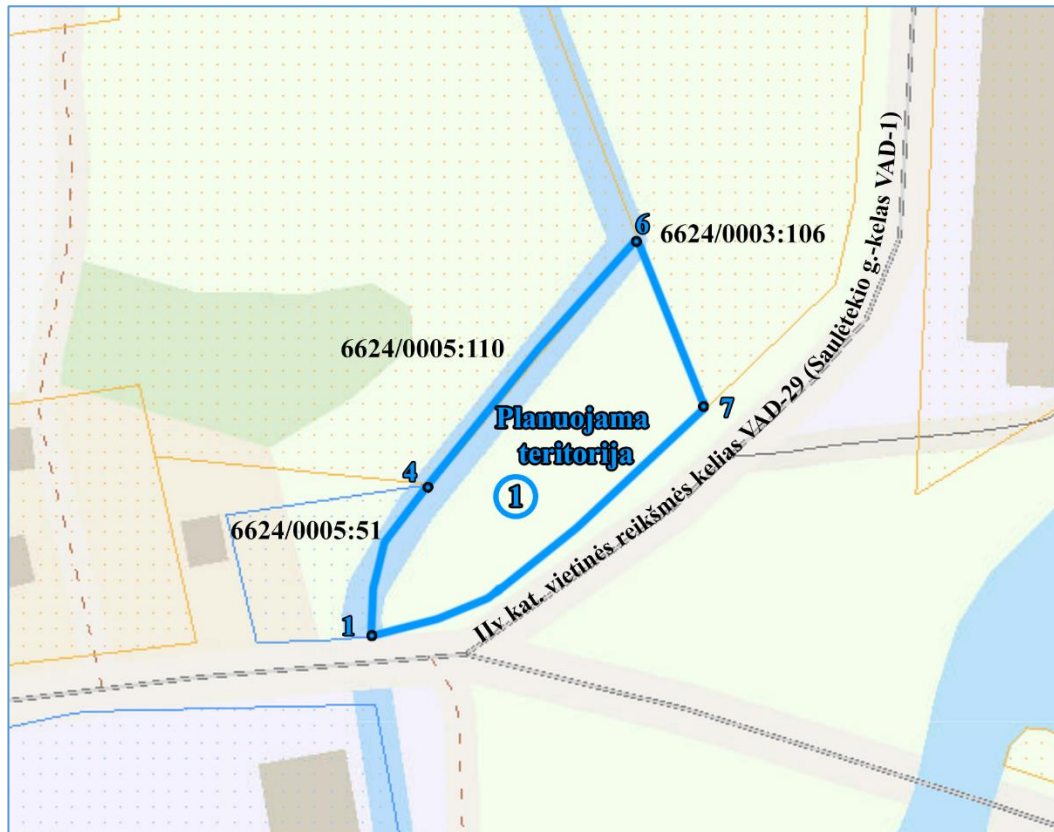 6
6624/0003:106
6624/0005:110
7
Planuojama
teritorija
1
4
6624/0005:51
1
IIv kat. vietinės reikšmės kelias VAD-29 (Saulėtekio g.-kelas VAD-1)